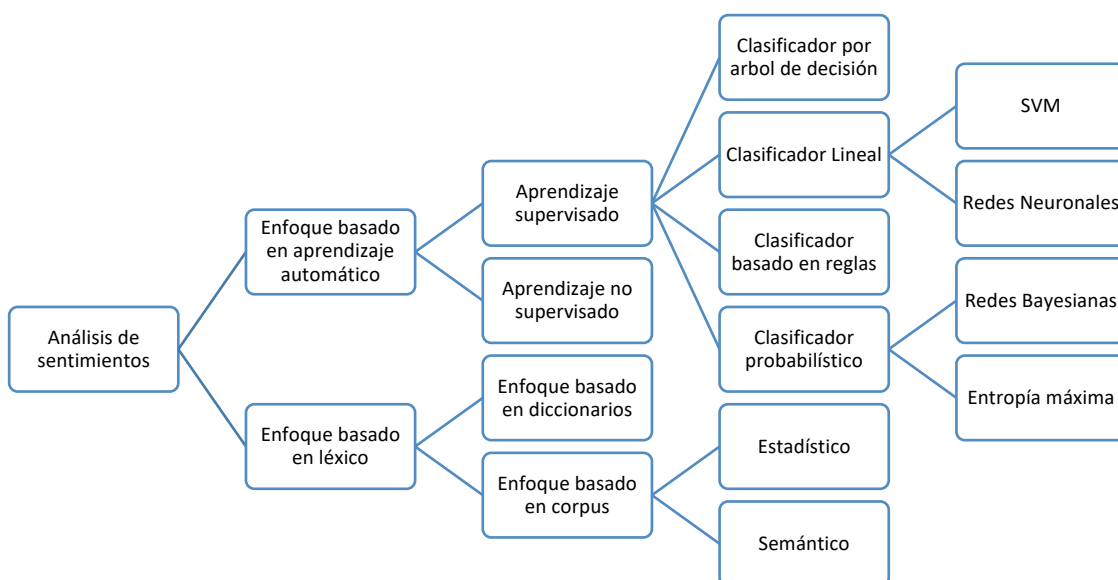 Análisis de
sentimientos
Enfoque basado
en aprendizaje
automático
Aprendizaje
supervisado
Clasificador por
arbol de decisión
Clasificador Lineal
SVM
Redes Neuronales
Clasificador
basado en reglas
Clasificador
probabilístico
Redes Bayesianas
Entropía máxima
Aprendizaje no
supervisado
Enfoque basado
en léxico
Enfoque basado
en diccionarios
Enfoque basado
en corpus
Estadístico
Semántico